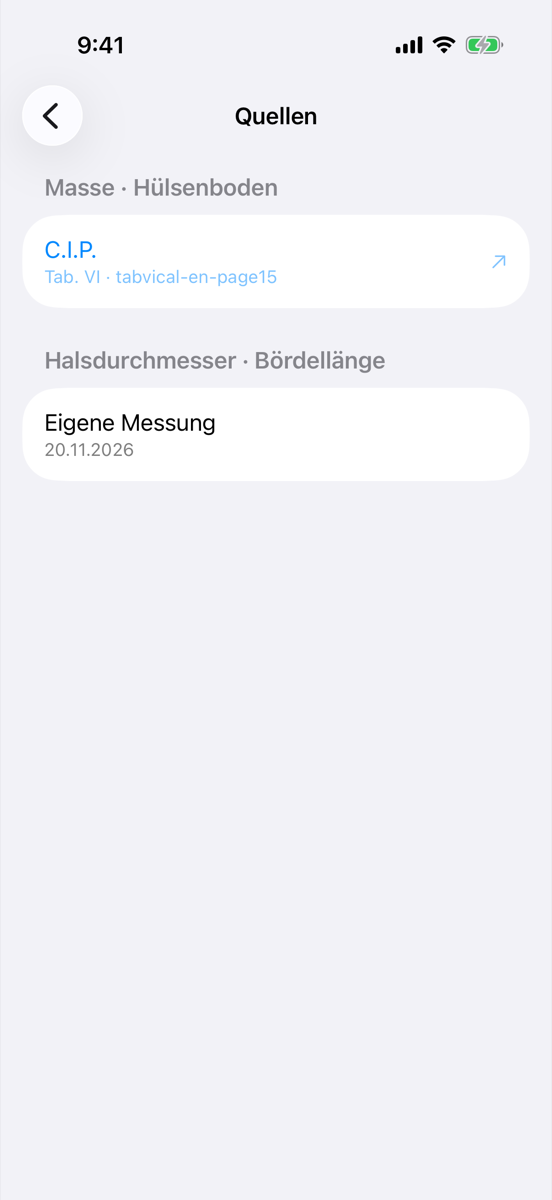 9:41
Quellen
Masse · Hülsenboden
C.I.P.
Tab. VI · tabvical-en-page15
Halsdurchmesser · Bördellänge
Eigene Messung
20.11.2026